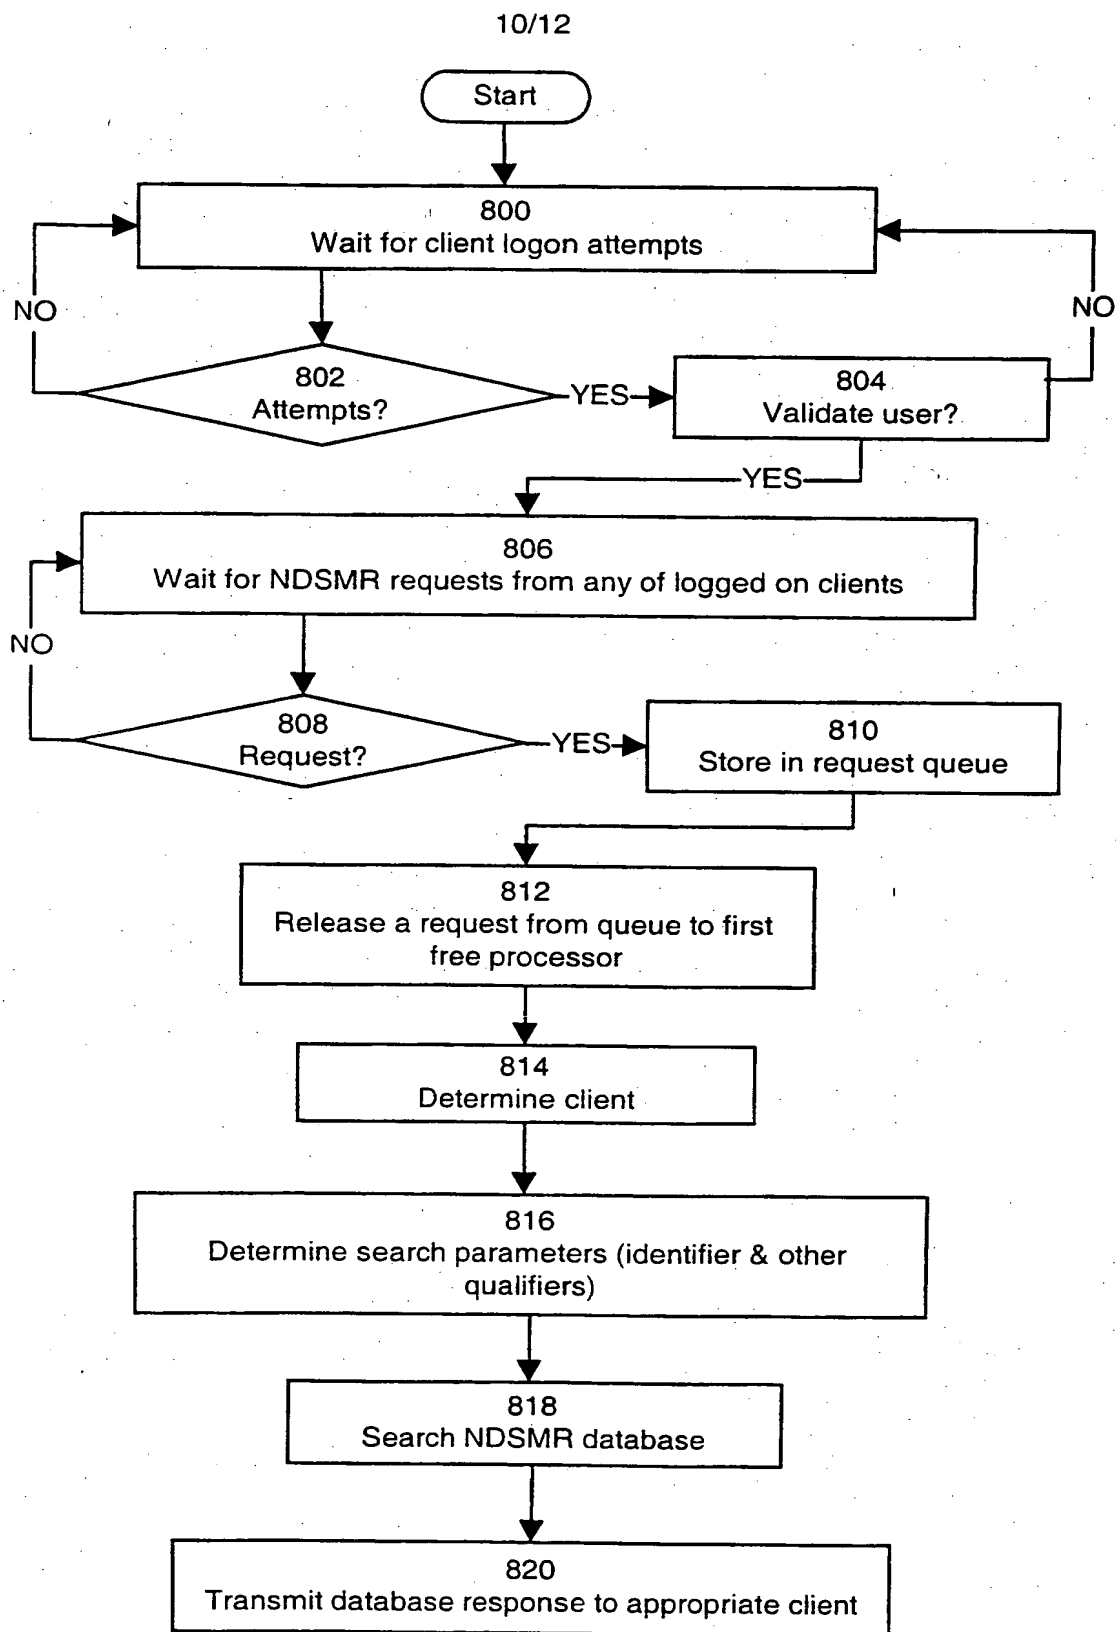 10/12
Start
800
Wait for client logon attempts
NO
NO
802
Attempts?
YES
804
Validate user?
YES
806
Wait for NDSMR requests from any of logged on clients
NO
808
Request?
YES
810
Store in request queue
812
Release a request from queue to first
free processor
814
Determine client
816
Determine search parameters (identifier & other
qualifiers)
818
Search NDSMR database
820
Transmit database response to appropriate client